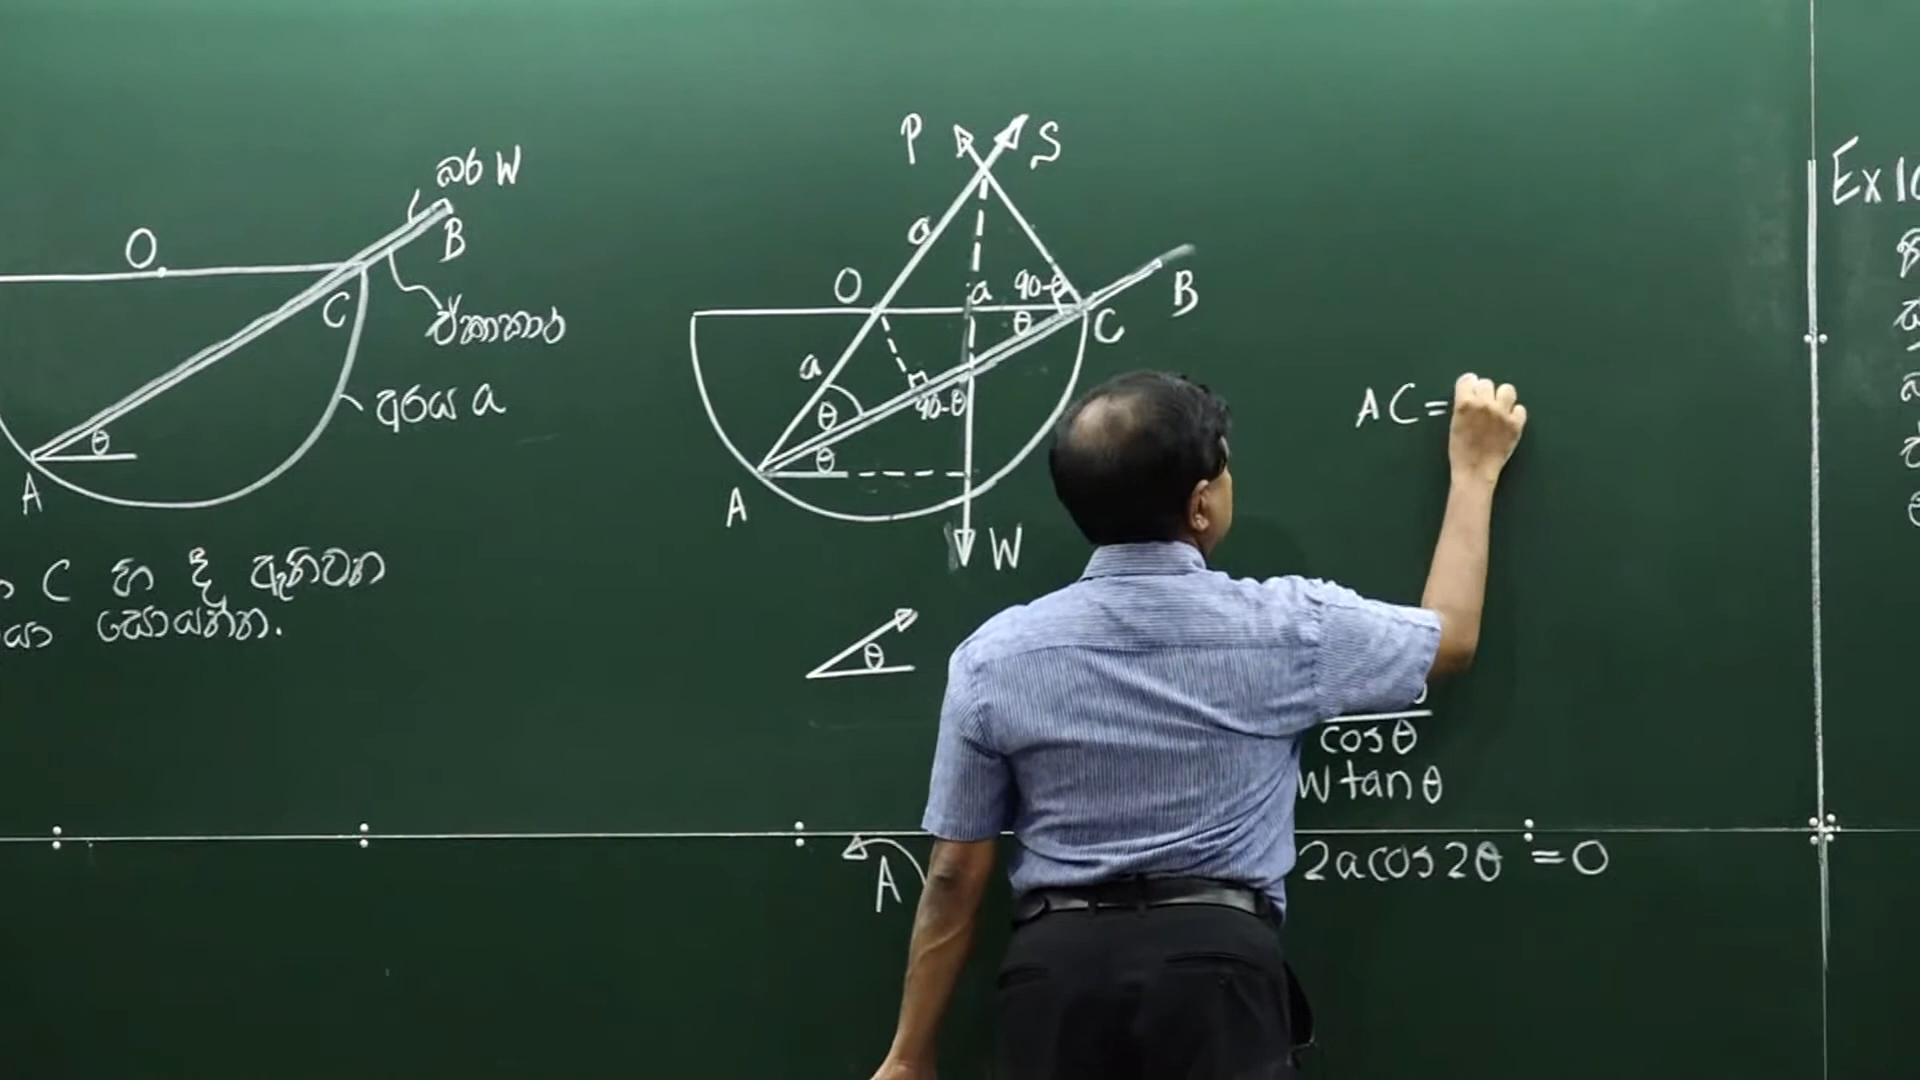 බර W
O
B
C
ඒකාකාර
අරය a
θ
A
C හි දී ඇතිවන
සොයන්න.
P
S
a
O
a
90-θ
B
θ
C
a
θ
90-θ
θ
A
W
θ
AC=
cosθ
W tanθ
A
2acos2θ =0
Ex